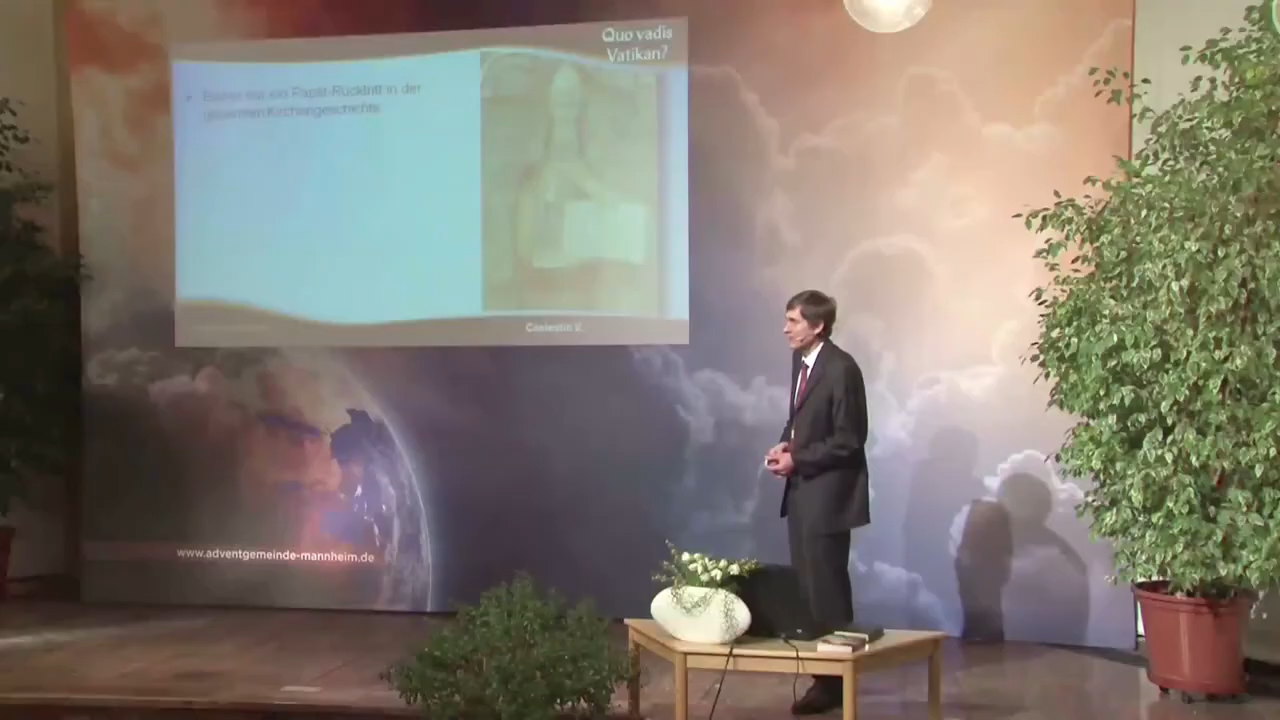 Quo vadis
Vatikan?
• Bisher nur ein Papst-Rücktritt in der
gesamten Kirchengeschichte
Coelestin V.
www.adventgemeinde-mannheim.de